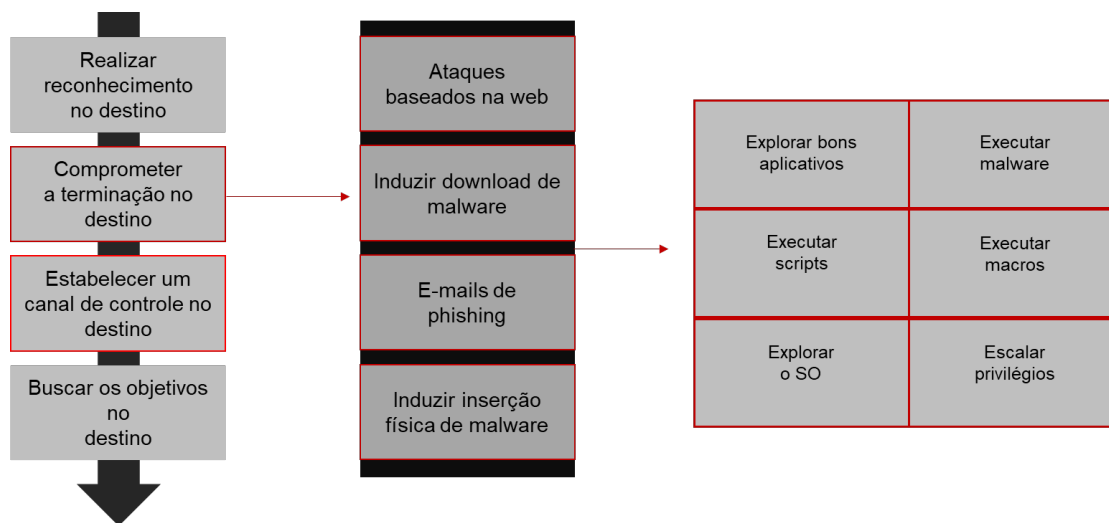 Realizar
reconhecimento
no destino
Comprometer
a terminação no
destino
Estabelecer um
canal de controle no
destino
Buscar os objetivos
no
destino
Ataques
baseados na web
Induzir download de
malware
E-mails de
phishing
Induzir inserção
física de malware
Explorar bons
aplicativos
Executar
malware
Executar
scripts
Executar
macros
Explorar
o SO
Escalar
privilégios